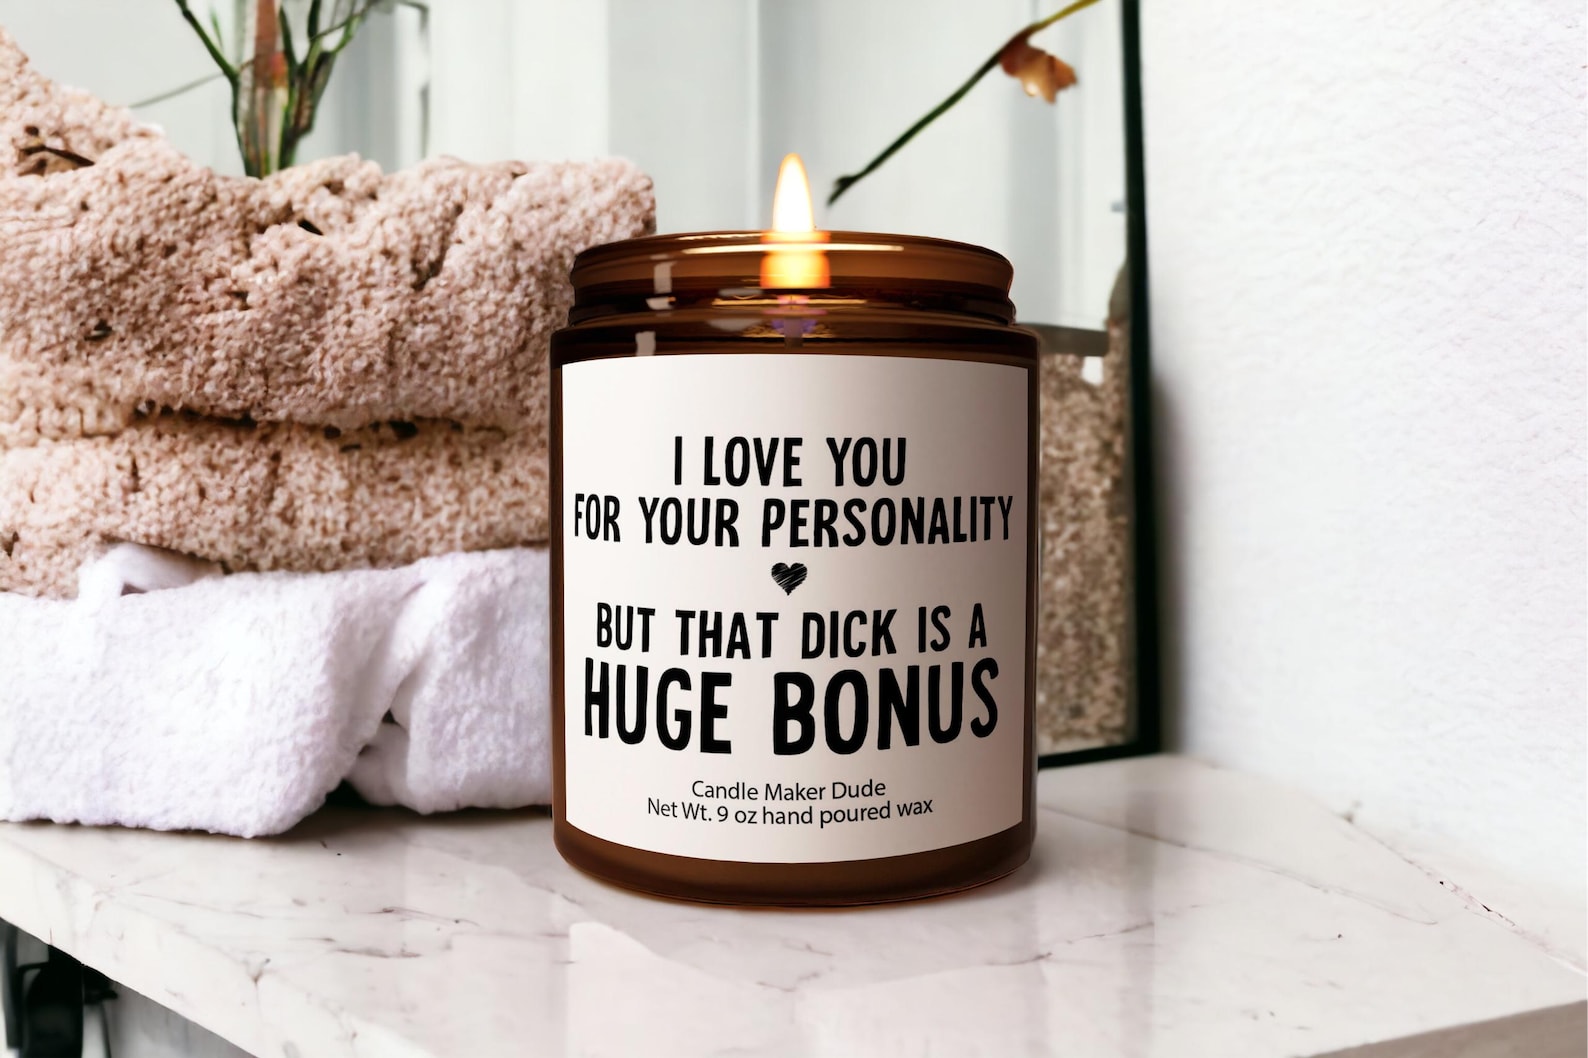 I LOVE YOU
FOR YOUR PERSONALITY
BUT THAT DICK IS A
HUGE BONUS
Candle Maker Dude
Net Wt. 9 oz hand poured wax